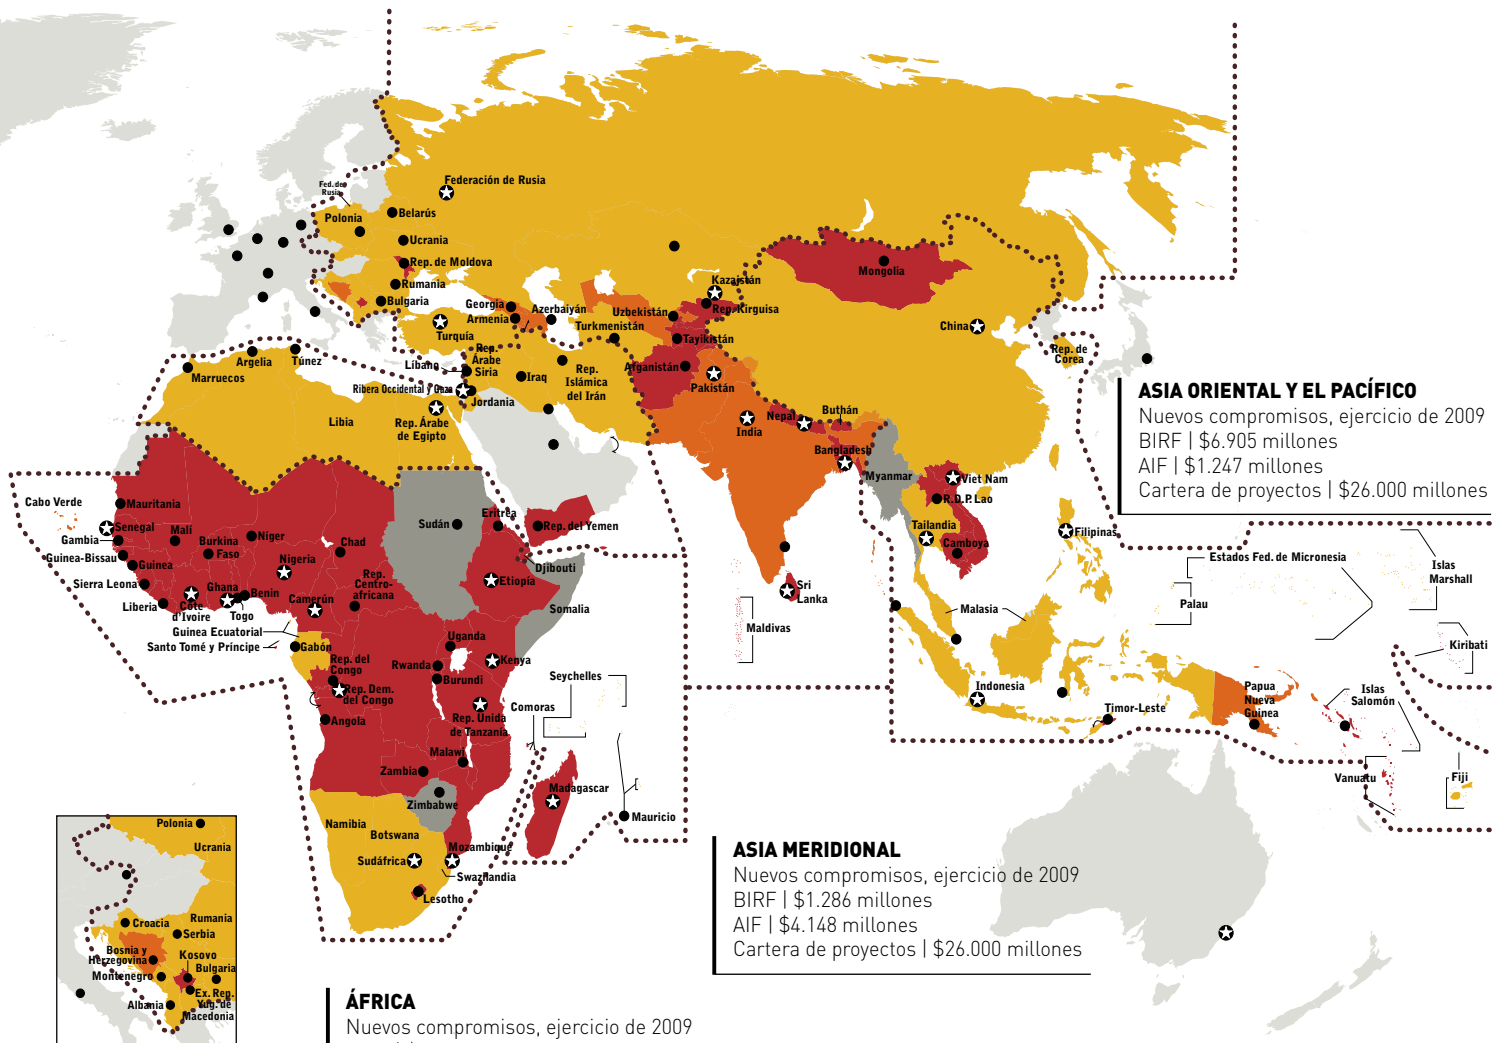 Federación de Rusia
Fed. de
Rusia
Polonia
Belarús
Ucrania
Rep. de Moldova
Rumania
Bulgaria
Georgia
Armenia
Azerbaiyán
Turquía
Turkmenistán
Uzbekistán
Kazajstán
Rep. Kirguisa
Tayikistán
Mongolia
China
Rep. de
Corea
Argelia
Túnez
Marruecos
Líbano
Rep.
Árabe
Siria
Ribera Occidental y Gaza
Jordania
Iraq
Rep.
Islámica
del Irán
Afganistán
Pakistán
Libia
Rep. Árabe
de Egipto
India
Nepal
Buthán
Bangladesh
Myanmar
Viet Nam
R.D.P. Lao
Tailandia
Camboya
Filipinas
ASIA ORIENTAL Y EL PACÍFICO
Nuevos compromisos, ejercicio de 2009
BIRF | $6.905 millones
AIF | $1.247 millones
Cartera de proyectos | $26.000 millones
Cabo Verde
Mauritania
Senegal
Gambia
Guinea-Bissau
Guinea
Sierra Leona
Liberia
Malí
Burkina
Faso
Níger
Côte
d’Ivoire
Ghana
Togo
Benin
Nigeria
Camerún
Chad
Rep.
Centro-
africana
Sudán
Eritrea
Rep. del Yemen
Djibouti
Etiopía
Somalia
Guinea Ecuatorial
Santo Tomé y Príncipe
Gabón
Rep. del
Congo
Rep. Dem.
del Congo
Angola
Uganda
Rwanda
Burundi
Kenya
Rep. Unida
de Tanzanía
Malawi
Zambia
Zimbabwe
Seychelles
Comoras
Madagascar
Mauricio
Namibia
Botswana
Sudáfrica
Mozambique
Swazilandia
Lesotho
Sri
Lanka
Maldivas
Malasia
Indonesia
Timor-Leste
Papua
Nueva
Guinea
Estados Fed. de Micronesia
Palau
Islas
Marshall
Kiribati
Islas
Salomón
Vanuatu
Fiji
Polonia
Ucrania
Croacia
Rumania
Serbia
Bosnia y
Herzegovina
Kosovo
Montenegro
Bulgaria
Albania
Ex. Rep.
Yug. de
Macedonia
ASIA MERIDIONAL
Nuevos compromisos, ejercicio de 2009
BIRF | $1.286 millones
AIF | $4.148 millones
Cartera de proyectos | $26.000 millones
ÁFRICA
Nuevos compromisos, ejercicio de 2009